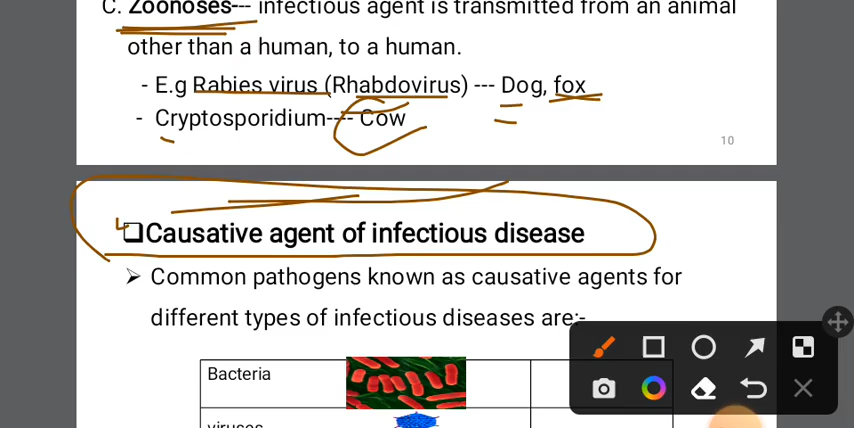 C. Zoonoses--- infectious agent is transmitted from an animal
other than a human, to a human.
- E.g Rabies virus (Rhabdovirus) --- Dog, fox
- Cryptosporidium---- Cow
10
❑Causative agent of infectious disease
➢ Common pathogens known as causative agents for
different types of infectious diseases are:-
Bacteria
viruses